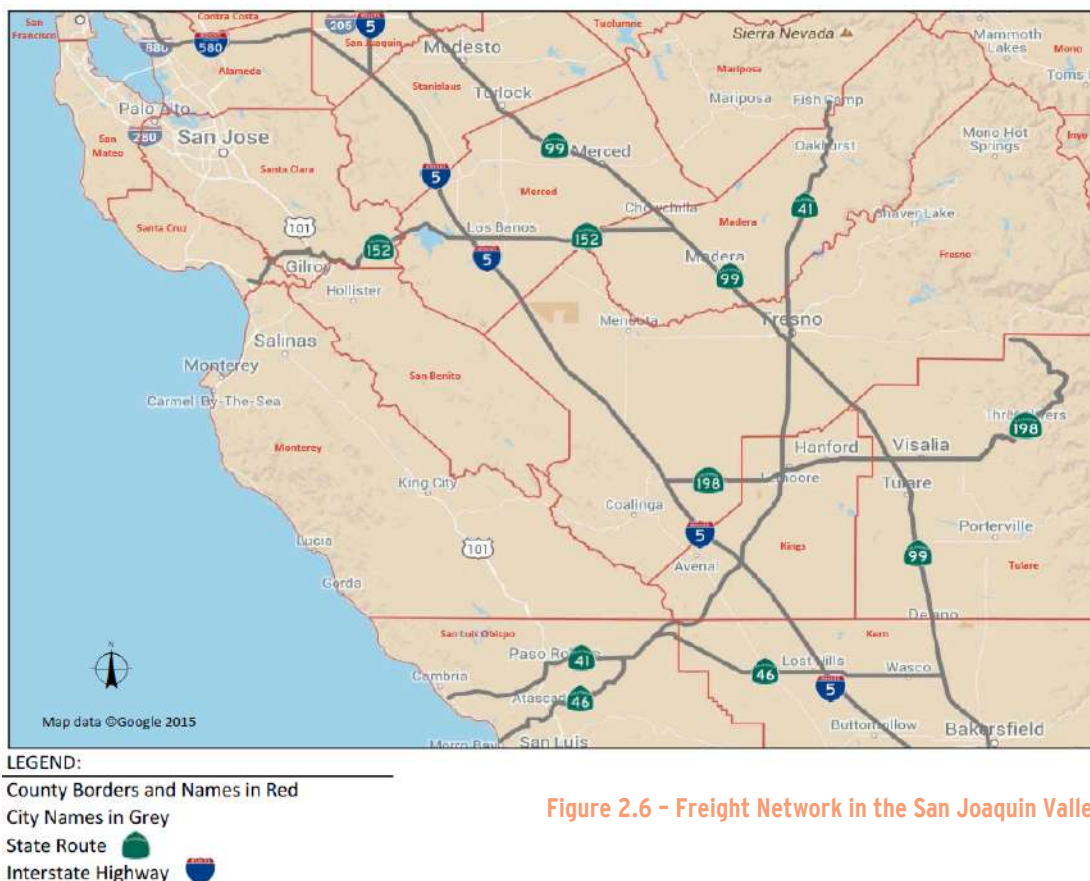 San Francisco
Contra Costa
205
5
San Joaquin
Modesto
Tuolumne
Sierra Nevada
Mammoth Lakes
Mono
880
580
Alameda
Stanislaus
Turlock
Mariposa
Mariposa
Fish Camp
Toms
Palo Alto
280
San Jose
San Mateo
Santa Clara
5
99
Merced
Merced
Oakhurst
Mono Hot Springs
Inyo
Santa Cruz
101
152
Los Banos
152
Chowchilla
Madera
41
Shaver Lake
Gilroy
5
Madera
99
Fresno
Hollister
Mendota
Fresno
Salinas
Monterey
San Benito
Carmel-By-The-Sea
Monterey
Hanford
Visalia
198
King City
198
Lemoore
Tulare
Coalinga
101
5
Porterville
Lucia
Avenal
Kings
99
Tulare
Gorda
Delano
San Luis Obispo
Kern
Paso Robles
41
46
Lost Hills
Wasco
Cambria
Atascad
46
5
N
Map data ©Google 2015
Morro Bay
San Luis
Buttonwillow
Bakersfield
LEGEND:
County Borders and Names in Red
City Names in Grey
State Route
Interstate Highway
Figure 2.6 – Freight Network in the San Joaquin Valle